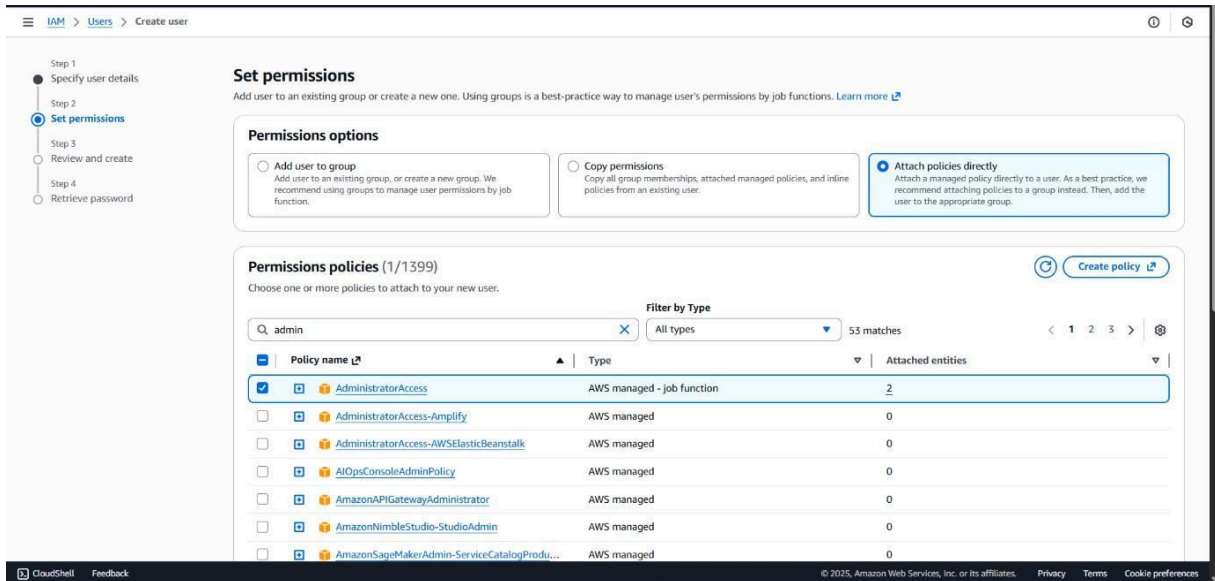 IAM > Users > Create user
Step 1
Specify user details
Step 2
Set permissions
Step 3
Review and create
Step 4
Retrieve password
Set permissions
Add user to an existing group or create a new one. Using groups is a best-practice way to manage user's permissions by job functions. Learn more
Permissions options
Add user to group
Add user to an existing group, or create a new group. We
recommend using groups to manage user permissions by job
function.
Copy permissions
Copy all group memberships, attached managed policies, and inline
policies from an existing user.
Attach policies directly
Attach a managed policy directly to a user. As a best practice, we
recommend attaching policies to a group instead. Then, add the
user to the appropriate group.
Permissions policies (1/1399)
Create policy
Choose one or more policies to attach to your new user.
Filter by Type
admin
All types
53 matches
1 2 3
Policy name Type Attached entities
AdministratorAccess AWS managed - job function 2
AdministratorAccess-Amplify AWS managed 0
AdministratorAccess-AWSElasticBeanstalk AWS managed 0
AIOpsConsoleAdminPolicy AWS managed 0
AmazonAPIGatewayAdministrator AWS managed 0
AmazonNimbleStudio-StudioAdmin AWS managed 0
AmazonSageMakerAdmin-ServiceCatalogProdu... AWS managed 0
CloudShell Feedback © 2025, Amazon Web Services, Inc. or its affiliates. Privacy Terms Cookie preferences